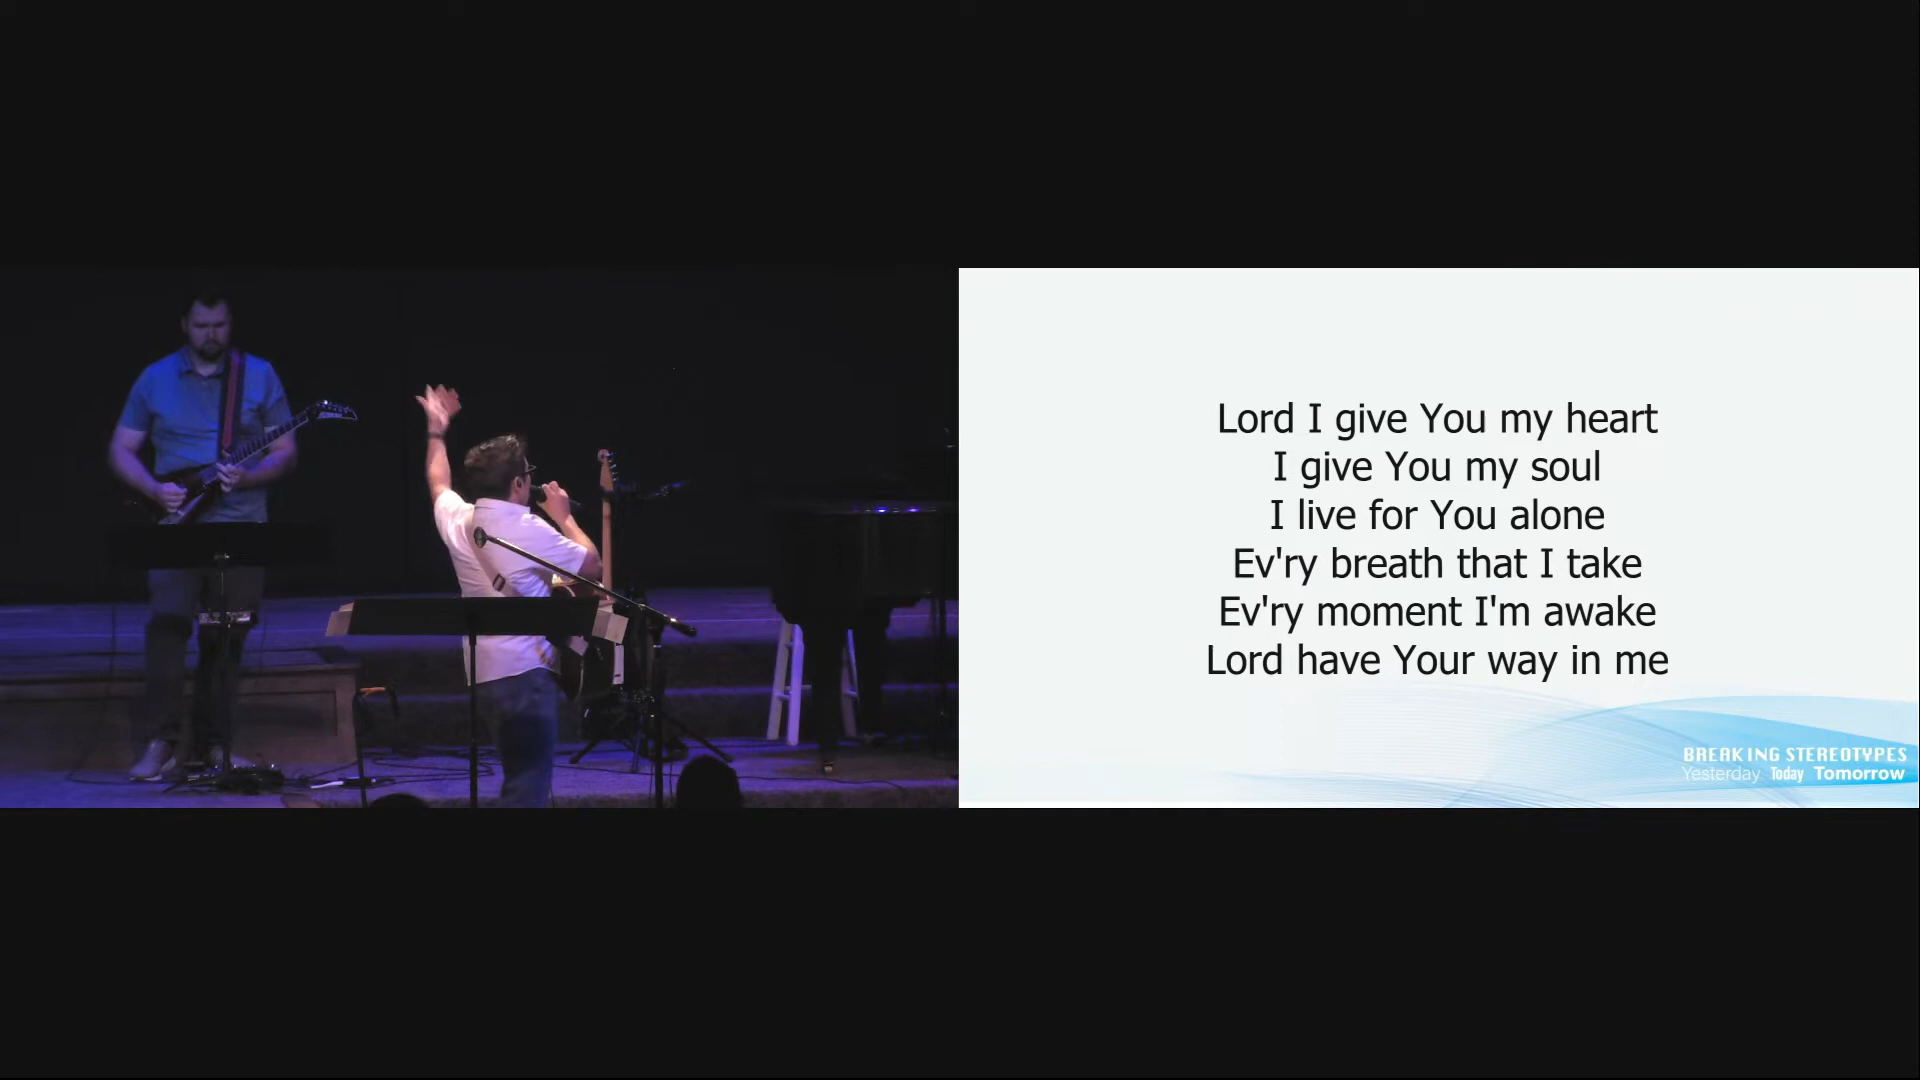 Lord I give You my heart
I give You my soul
I live for You alone
Ev'ry breath that I take
Ev'ry moment I'm awake
Lord have Your way in me
BREAKING STEREOTYPES
Yesterday Today Tomorrow